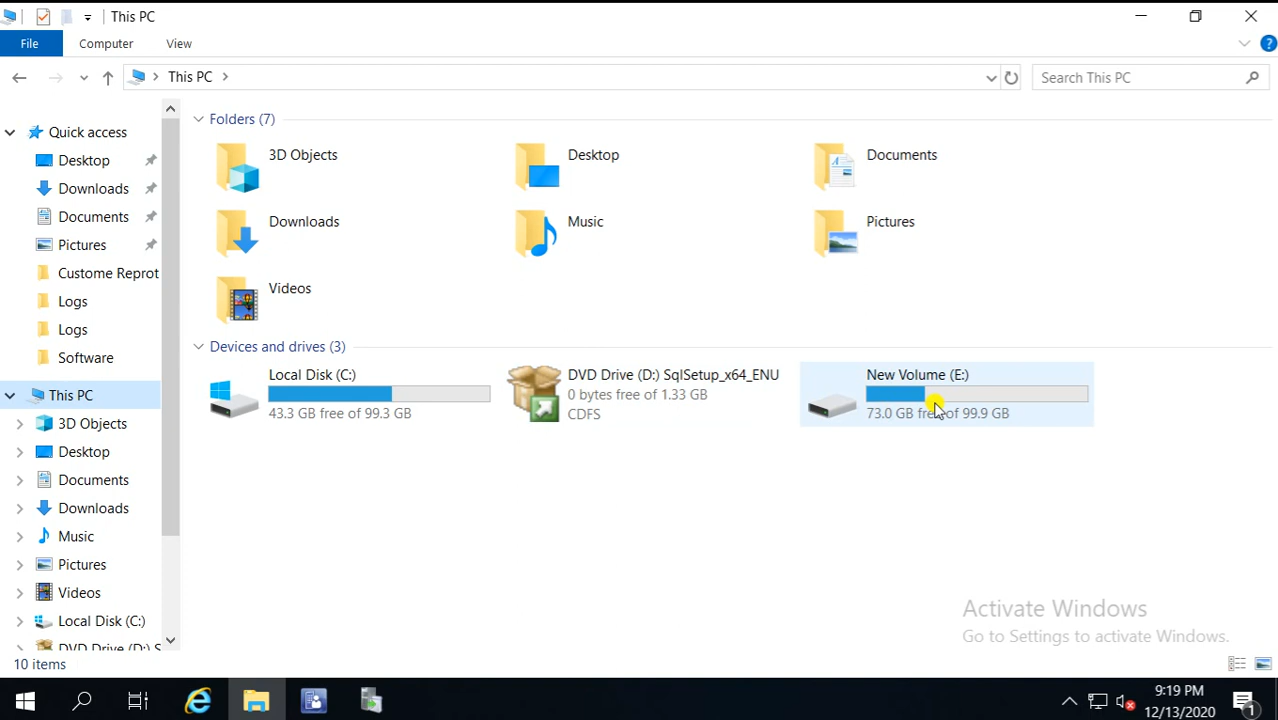 This PC
File Computer View
This PC
Search This PC
Quick access
Desktop
Downloads
Documents
Pictures
Custome Reprot
Logs
Logs
Software
This PC
3D Objects
Desktop
Documents
Downloads
Music
Pictures
Videos
Local Disk (C:)
DVD Drive (D:) S
Folders (7)
3D Objects
Desktop
Documents
Downloads
Music
Pictures
Videos
Devices and drives (3)
Local Disk (C:)
43.3 GB free of 99.3 GB
DVD Drive (D:) SqlSetup_x64_ENU
0 bytes free of 1.33 GB
CDFS
New Volume (E:)
73.0 GB free of 99.9 GB
Activate Windows
Go to Settings to activate Windows.
10 items
9:19 PM
12/13/2020
1